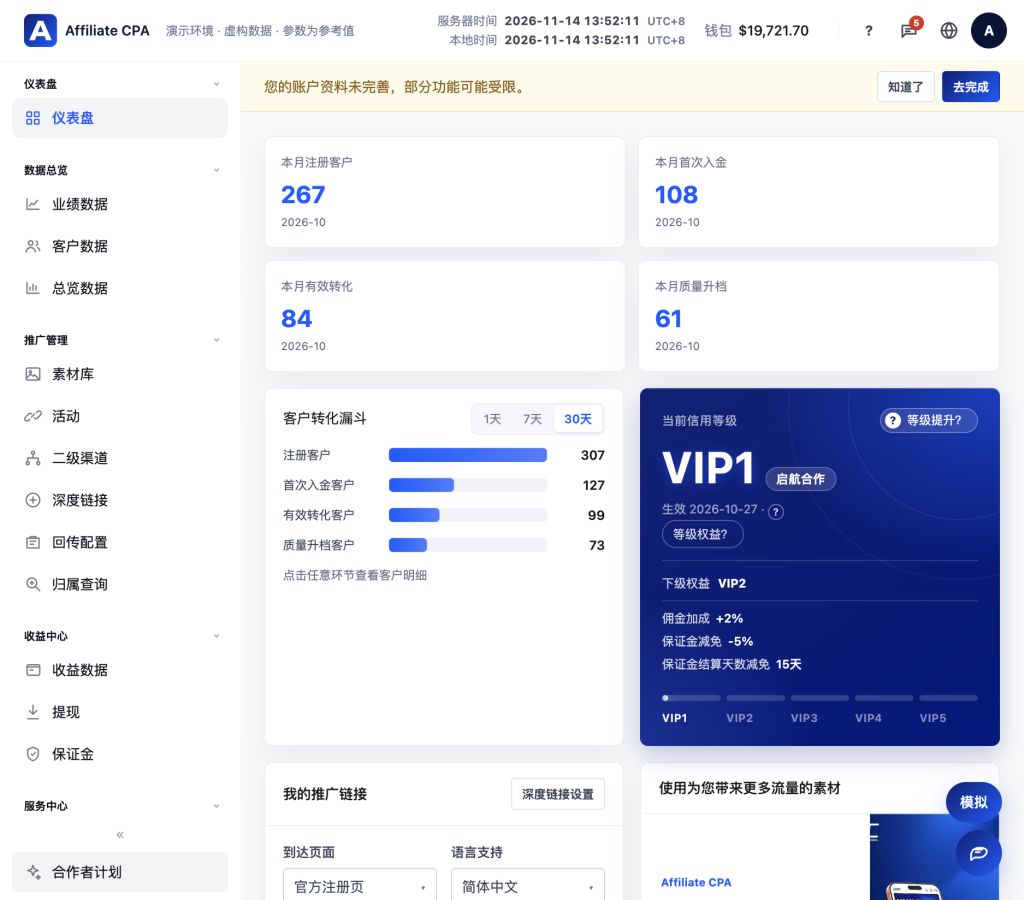 Affiliate CPA
演示环境 · 虚构数据 · 参数为参考值
服务器时间 2026-11-14 13:52:11 UTC+8
本地时间 2026-11-14 13:52:11 UTC+8
钱包 $19,721.70
?
5
A
仪表盘
仪表盘
数据总览
业绩数据
客户数据
总览数据
推广管理
素材库
活动
二级渠道
深度链接
回传配置
归属查询
收益中心
收益数据
提现
保证金
服务中心
«
合作者计划
您的账户资料未完善，部分功能可能受限。
知道了
去完成
本月注册客户
267
2026-10
本月首次入金
108
2026-10
本月有效转化
84
2026-10
本月质量升档
61
2026-10
客户转化漏斗
1天 7天 30天
注册客户 307
首次入金客户 127
有效转化客户 99
质量升档客户 73
点击任意环节查看客户明细
当前信用等级
? 等级提升?
VIP1 启航合作
生效 2026-10-27 · ?
等级权益?
下级权益 VIP2
佣金加成 +2%
保证金减免 -5%
保证金结算天数减免 15天
VIP1 VIP2 VIP3 VIP4 VIP5
我的推广链接
深度链接设置
到达页面
官方注册页
语言支持
简体中文
使用为您带来更多流量的素材
Affiliate CPA
模拟